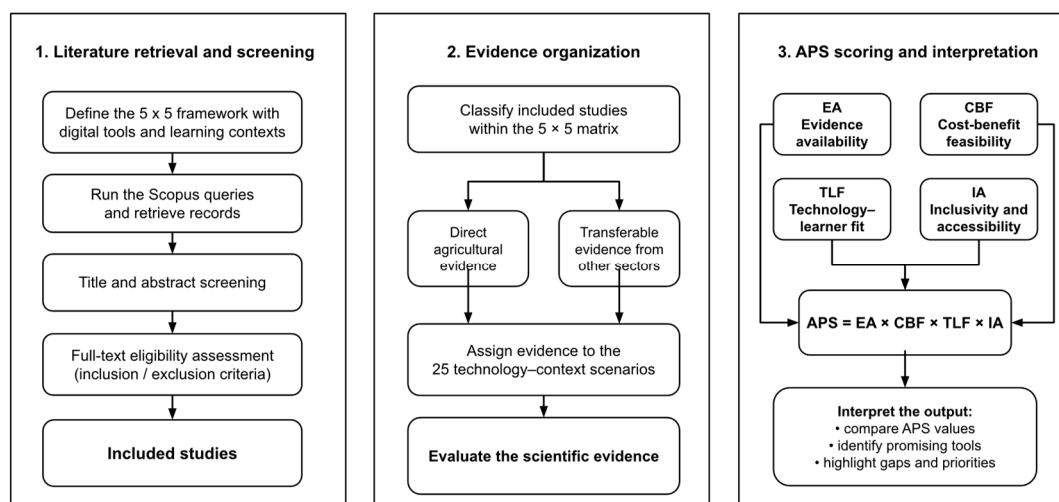 1. Literature retrieval and screening
Define the 5 x 5 framework with
digital tools and learning contexts
Run the Scopus queries
and retrieve records
Title and abstract screening
Full-text eligibility assessment
(inclusion / exclusion criteria)
Included studies
2. Evidence organization
Classify included studies
within the 5 × 5 matrix
Direct
agricultural
evidence
Transferable
evidence from
other sectors
Assign evidence to the
25 technology–context scenarios
Evaluate the scientific evidence
3. APS scoring and interpretation
EA
Evidence
availability
CBF
Cost-benefit
feasibility
TLF
Technology–
learner fit
IA
Inclusivity and
accessibility
APS = EA × CBF × TLF × IA
Interpret the output:
• compare APS values
• identify promising tools
• highlight gaps and priorities